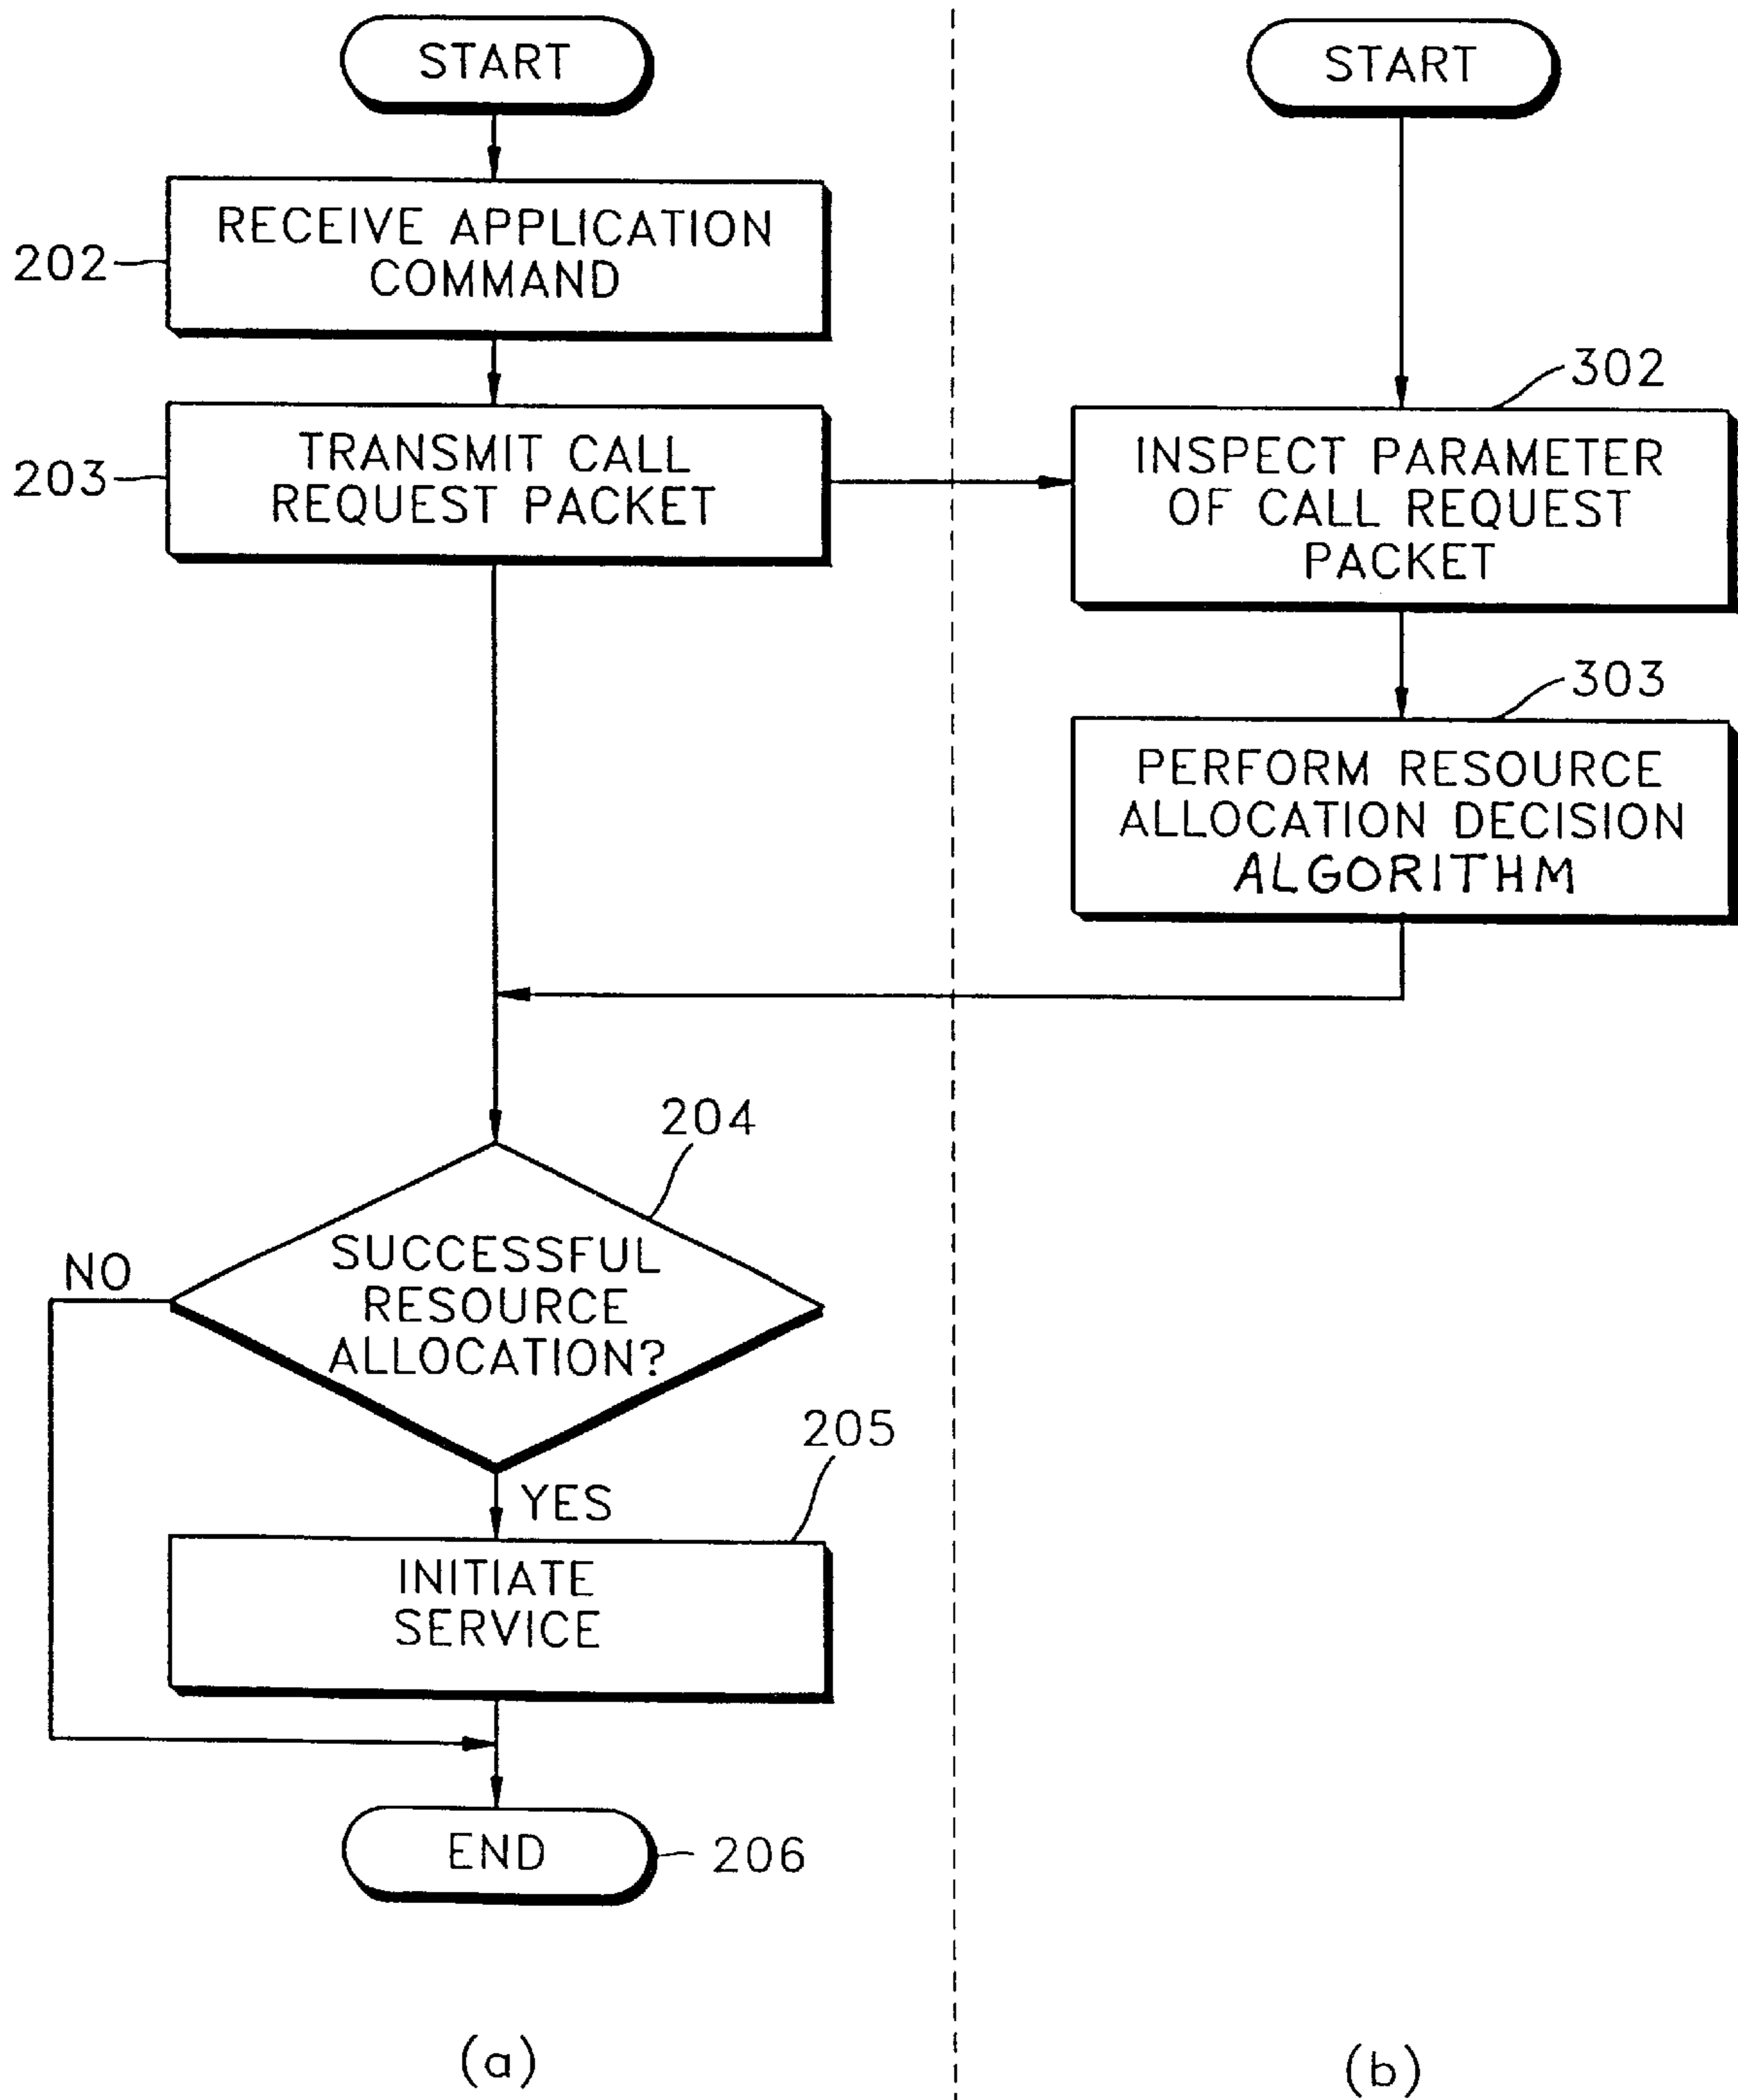 START
202
RECEIVE APPLICATION
COMMAND
203
TRANSMIT CALL
REQUEST PACKET
204
SUCCESSFUL
RESOURCE
ALLOCATION?
NO
YES
205
INITIATE
SERVICE
END
206
(a)
START
302
INSPECT PARAMETER
OF CALL REQUEST
PACKET
303
PERFORM RESOURCE
ALLOCATION DECISION
ALGORITHM
(b)